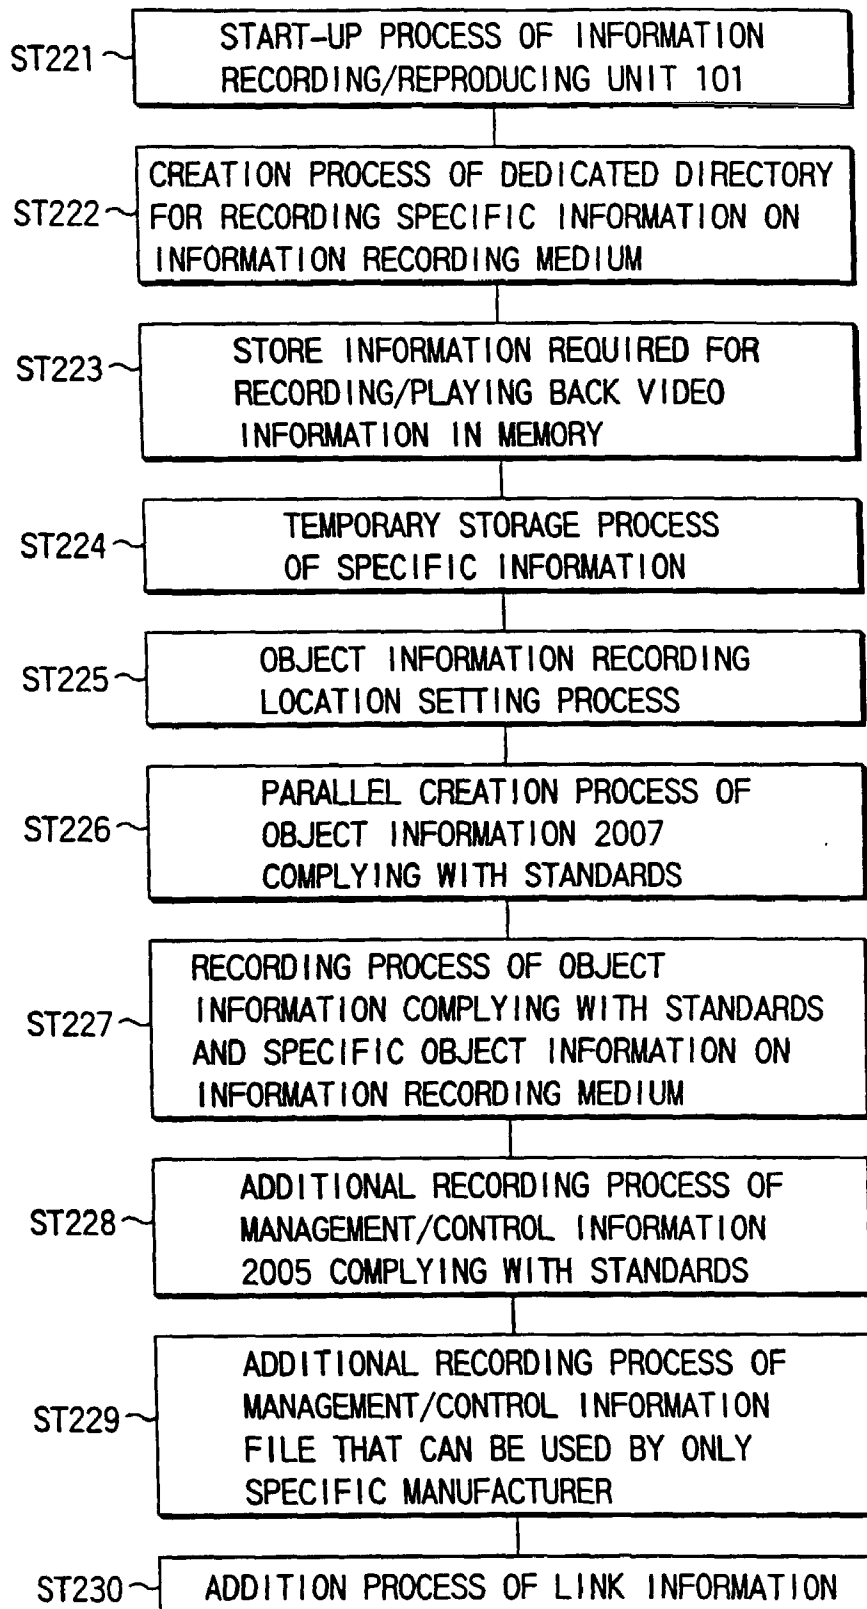 ST221
START-UP PROCESS OF INFORMATION
RECORDING/REPRODUCING UNIT 101
ST222
CREATION PROCESS OF DEDICATED DIRECTORY
FOR RECORDING SPECIFIC INFORMATION ON
INFORMATION RECORDING MEDIUM
ST223
STORE INFORMATION REQUIRED FOR
RECORDING/PLAYING BACK VIDEO
INFORMATION IN MEMORY
ST224
TEMPORARY STORAGE PROCESS
OF SPECIFIC INFORMATION
ST225
OBJECT INFORMATION RECORDING
LOCATION SETTING PROCESS
ST226
PARALLEL CREATION PROCESS OF
OBJECT INFORMATION 2007
COMPLYING WITH STANDARDS
ST227
RECORDING PROCESS OF OBJECT
INFORMATION COMPLYING WITH STANDARDS
AND SPECIFIC OBJECT INFORMATION ON
INFORMATION RECORDING MEDIUM
ST228
ADDITIONAL RECORDING PROCESS OF
MANAGEMENT/CONTROL INFORMATION
2005 COMPLYING WITH STANDARDS
ST229
ADDITIONAL RECORDING PROCESS OF
MANAGEMENT/CONTROL INFORMATION
FILE THAT CAN BE USED BY ONLY
SPECIFIC MANUFACTURER
ST230
ADDITION PROCESS OF LINK INFORMATION